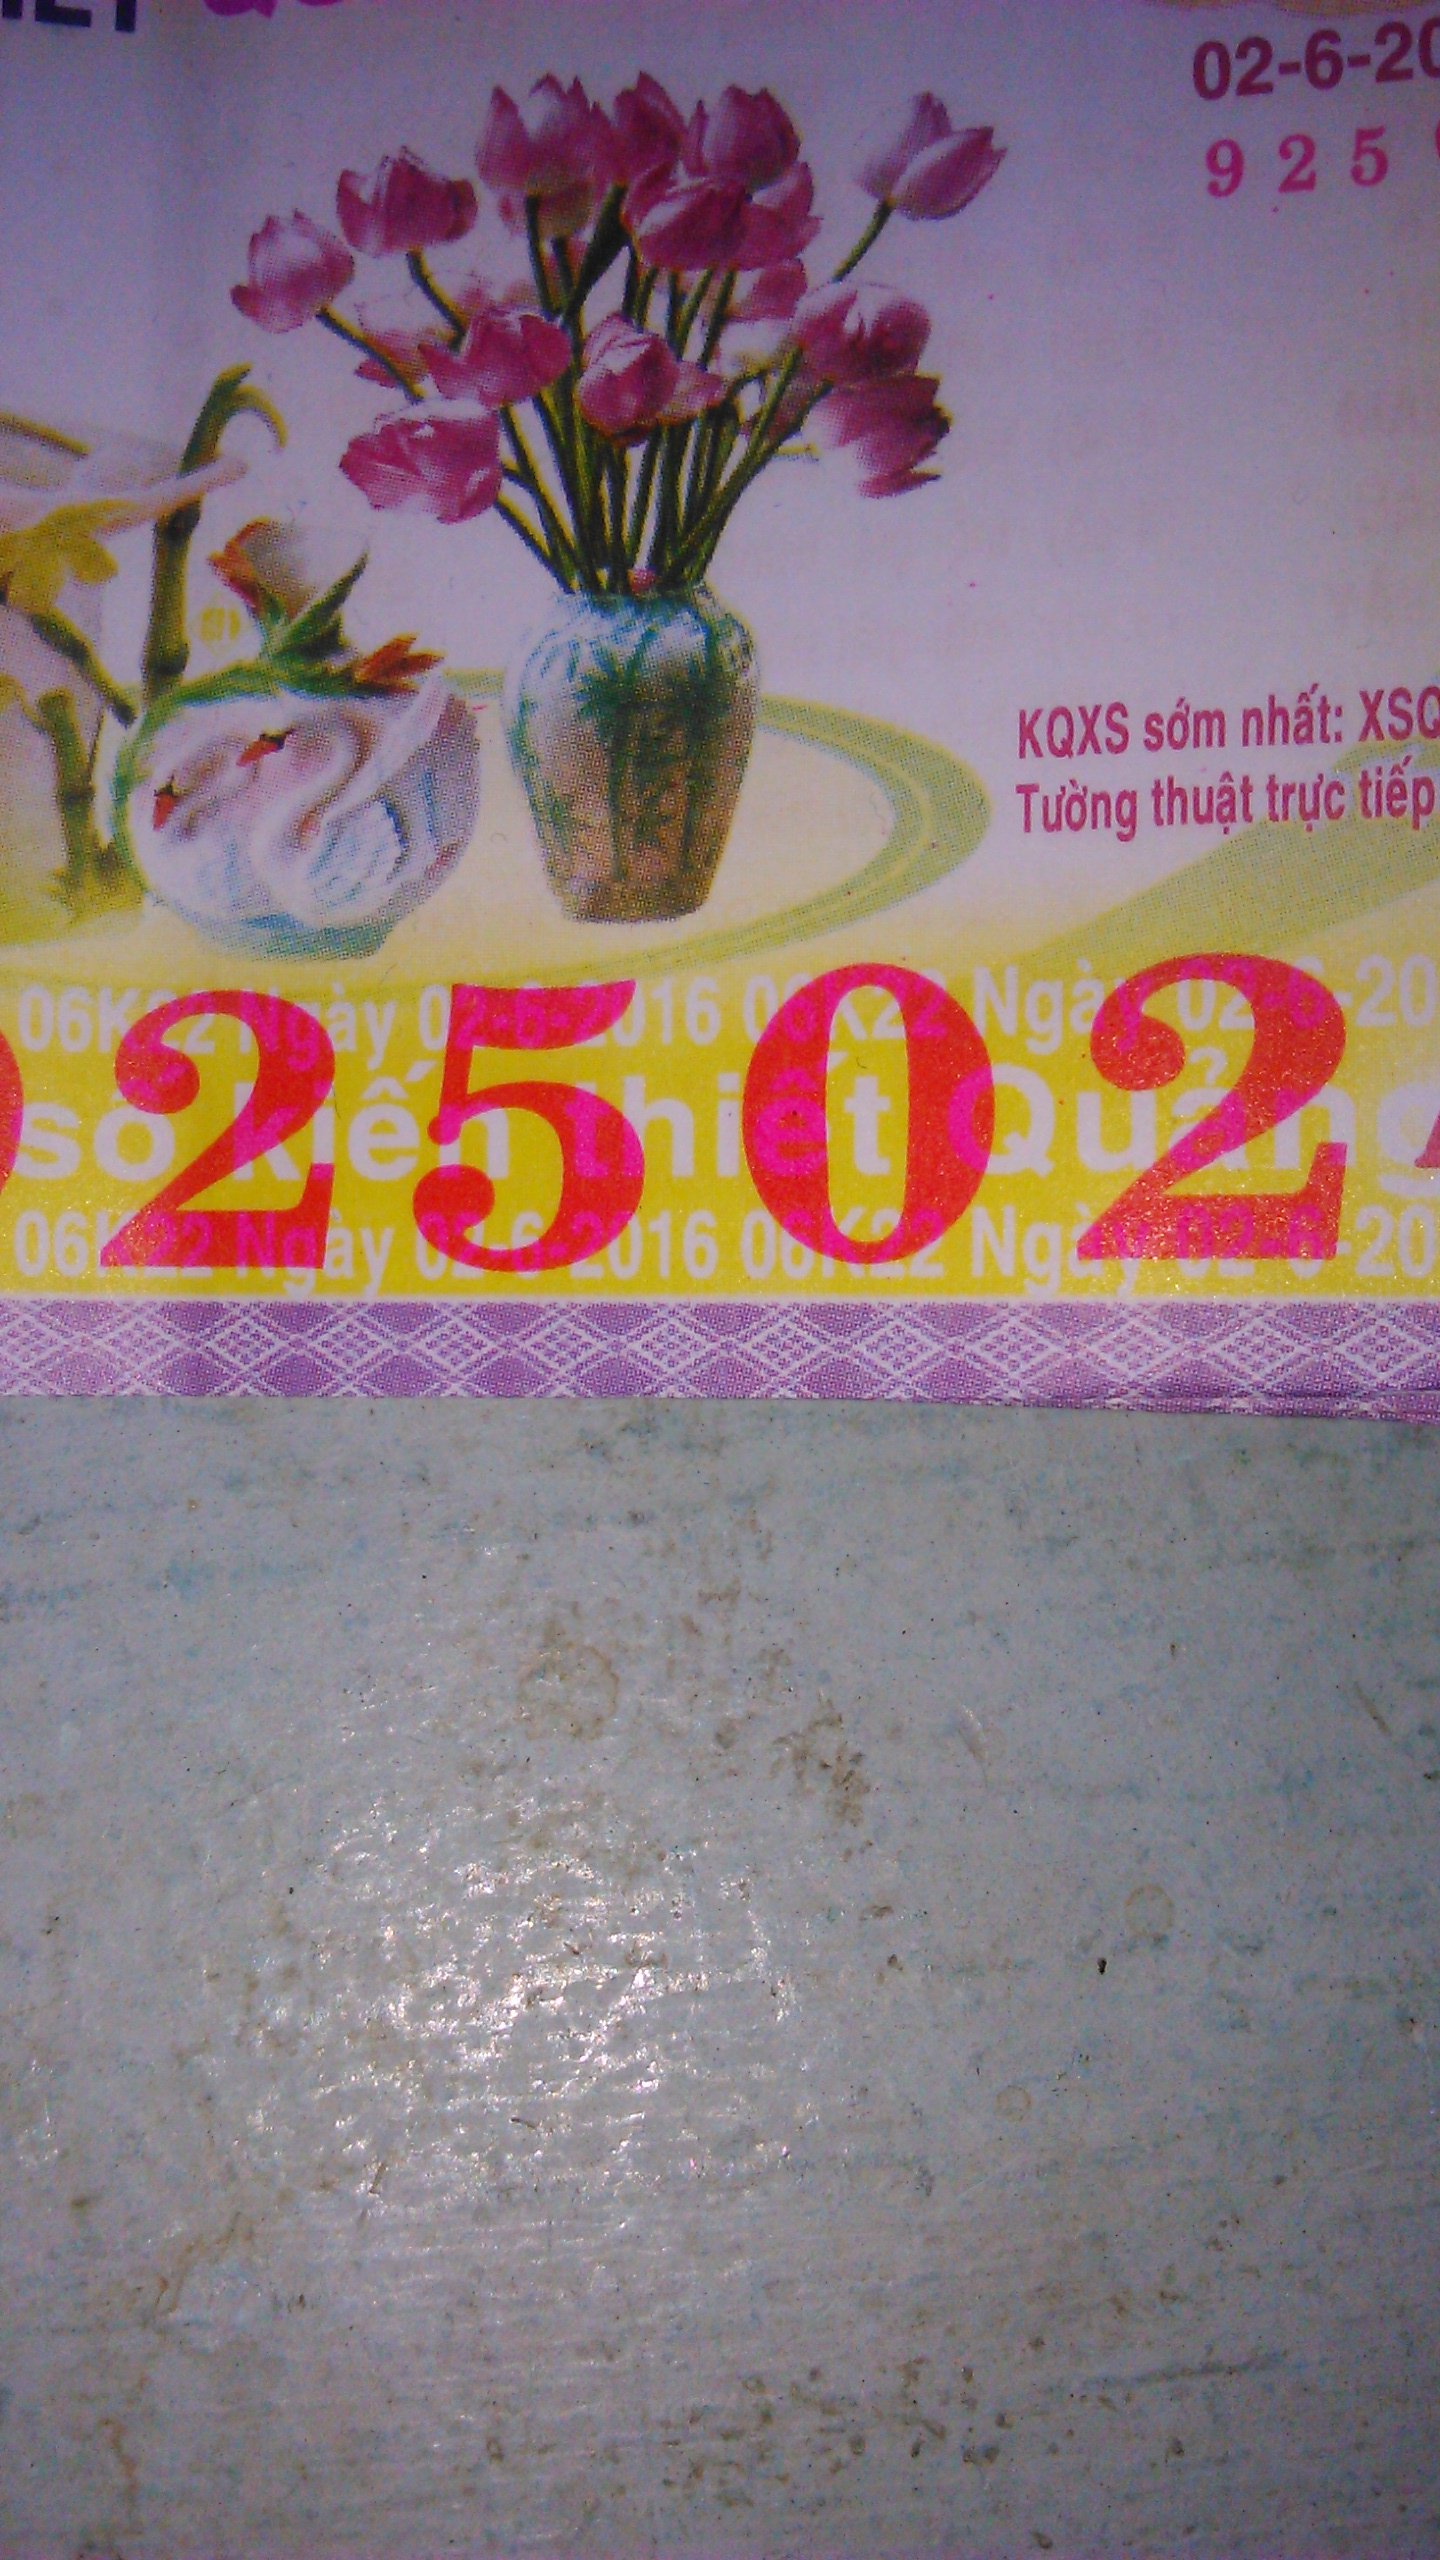 02-6-20
925
KQXS sớm nhất: XSQ
Tường thuật trực tiếp
06K22 Ngày 02-6-2016 06K22 Ngày 02-6-20
số kiến thiết Quảng
2502
06K22 Ngày 02-6-2016 06K22 Ngày 02-6-20